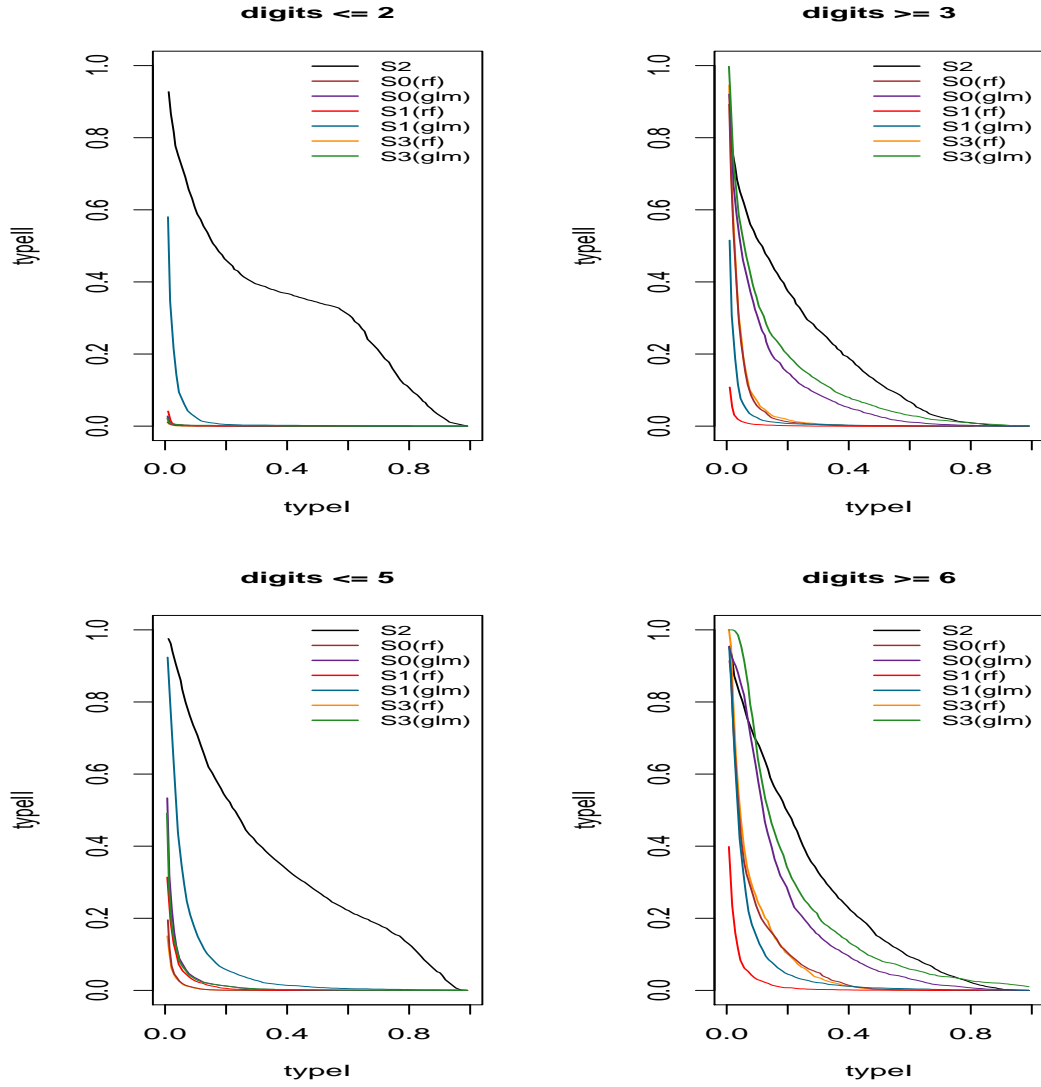 digits <= 2
S2
S0(rf)
S0(glm)
S1(rf)
S1(glm)
S3(rf)
S3(glm)
1.0
0.8
0.6
0.4
0.2
0.0
typeII
0.0
0.4
0.8
typeI
digits >= 3
S2
S0(rf)
S0(glm)
S1(rf)
S1(glm)
S3(rf)
S3(glm)
1.0
0.8
0.6
0.4
0.2
0.0
typeII
0.0
0.4
0.8
typeI
digits <= 5
S2
S0(rf)
S0(glm)
S1(rf)
S1(glm)
S3(rf)
S3(glm)
1.0
0.8
0.6
0.4
0.2
0.0
typeII
0.0
0.4
0.8
typeI
digits >= 6
S2
S0(rf)
S0(glm)
S1(rf)
S1(glm)
S3(rf)
S3(glm)
1.0
0.8
0.6
0.4
0.2
0.0
typeII
0.0
0.4
0.8
typeI